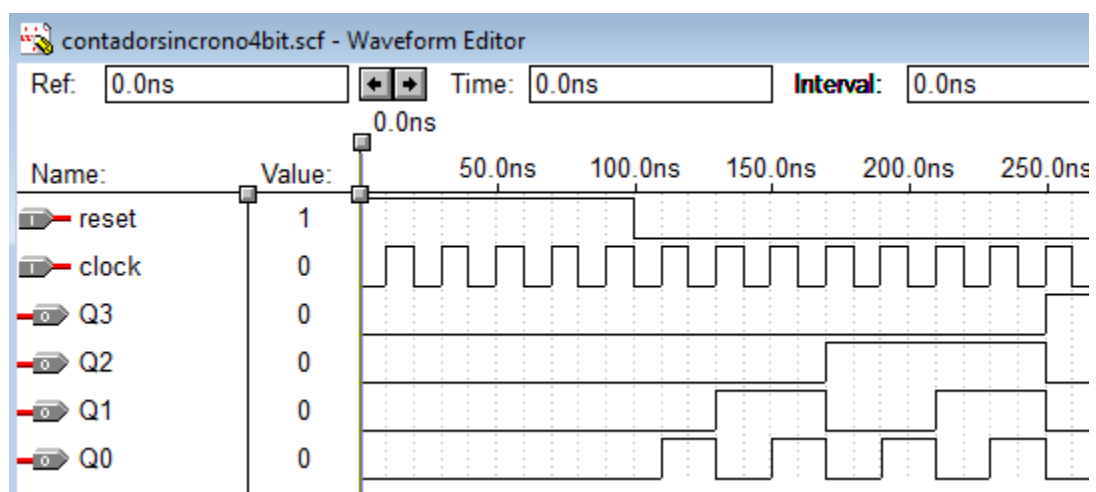 contadorsincrono4bit.scf - Waveform Editor
Ref: 0.0ns Time: 0.0ns Interval: 0.0ns
0.0ns
Name: Value: 50.0ns 100.0ns 150.0ns 200.0ns 250.0ns
reset 1
clock 0
Q3 0
Q2 0
Q1 0
Q0 0